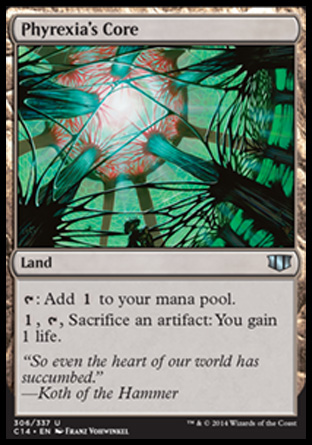 Phyrexia's Core
Land
: Add 1 to your mana pool.
1, , Sacrifice an artifact: You gain
1 life.
"So even the heart of our world has
succumbed."
—Koth of the Hammer
306/337 U
C14 • EN FRANZ VOHWINKEL
™ & © 2014 Wizards of the Coast